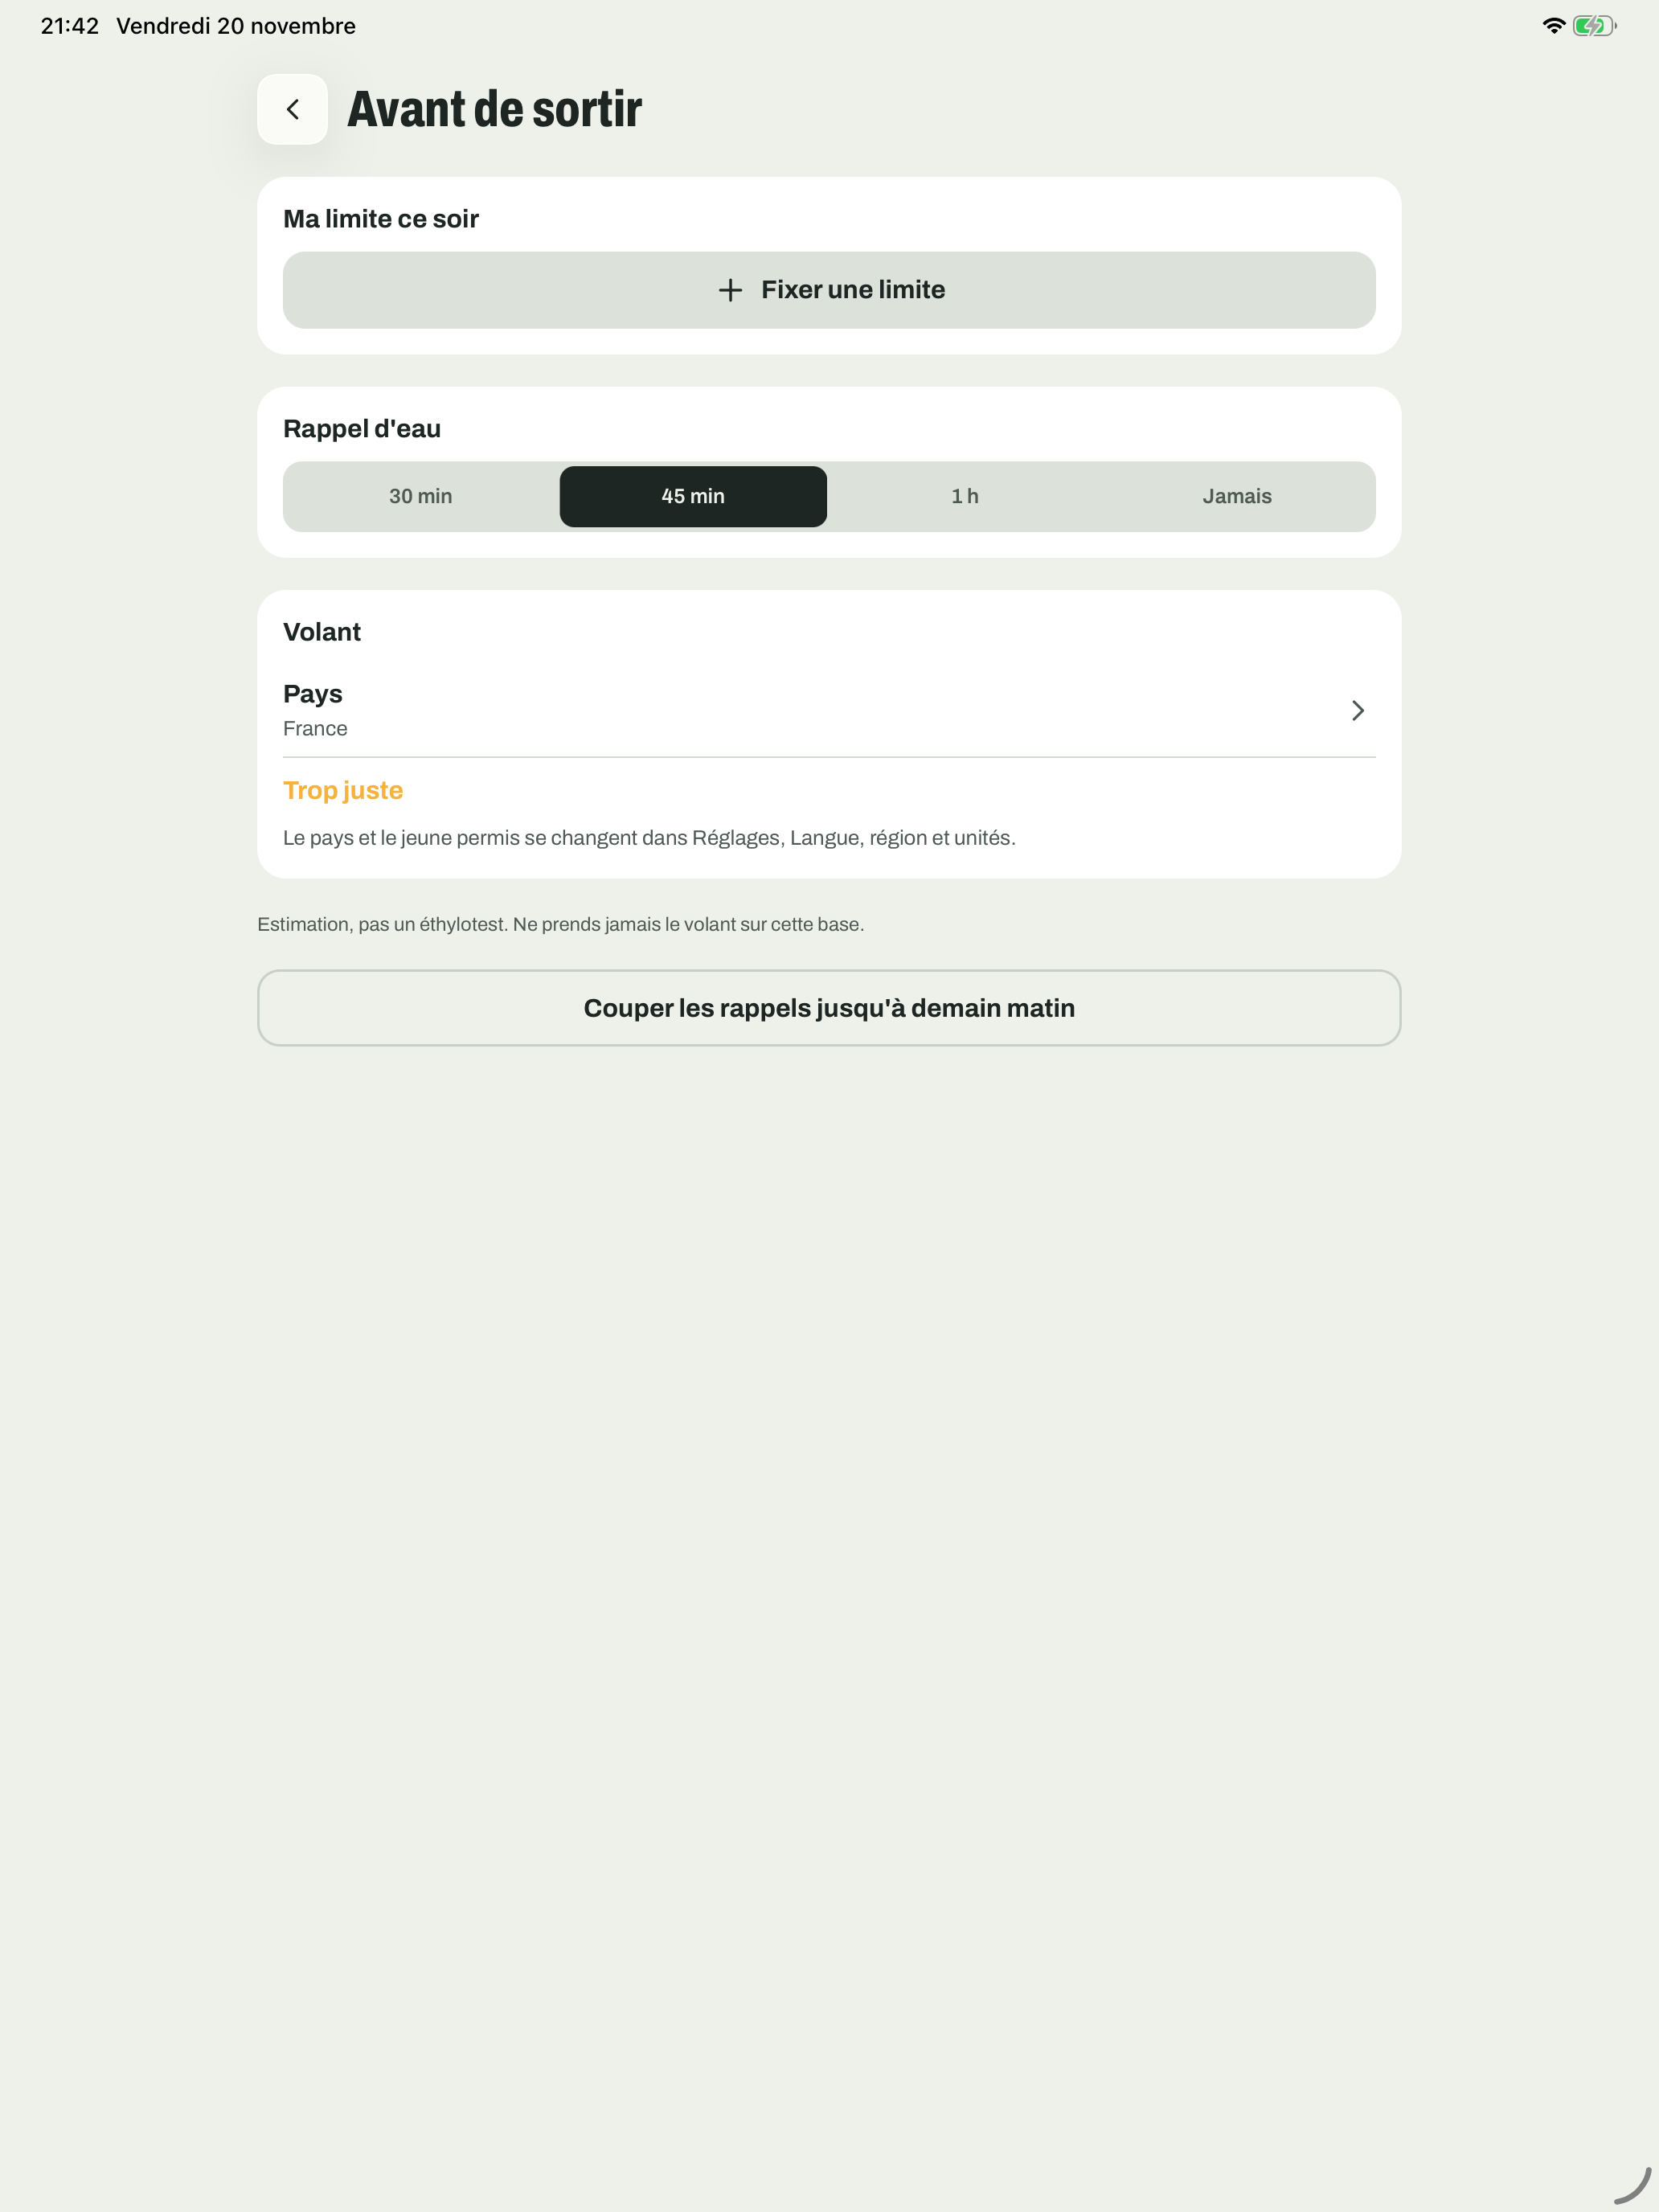 21:42 Vendredi 20 novembre
Avant de sortir
Ma limite ce soir
Fixer une limite
Rappel d'eau
30 min 45 min 1 h Jamais
Volant
Pays
France
Trop juste
Le pays et le jeune permis se changent dans Réglages, Langue, région et unités.
Estimation, pas un éthylotest. Ne prends jamais le volant sur cette base.
Couper les rappels jusqu'à demain matin